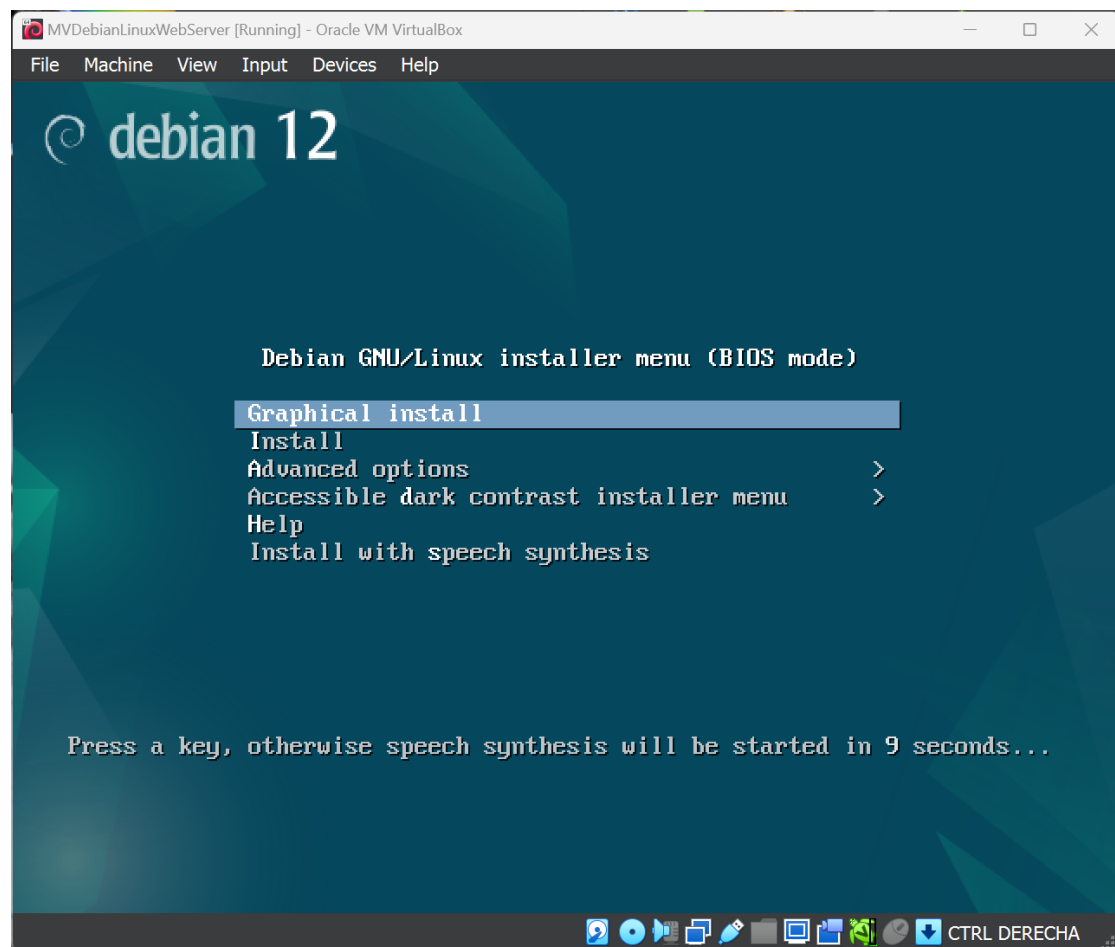 MVDebianLinuxWebServer [Running] - Oracle VM VirtualBox
File Machine View Input Devices Help
debian 12
Debian GNU/Linux installer menu (BIOS mode)
Graphical install
Install
Advanced options >
Accessible dark contrast installer menu >
Help
Install with speech synthesis
Press a key, otherwise speech synthesis will be started in 9 seconds...
CTRL DERECHA